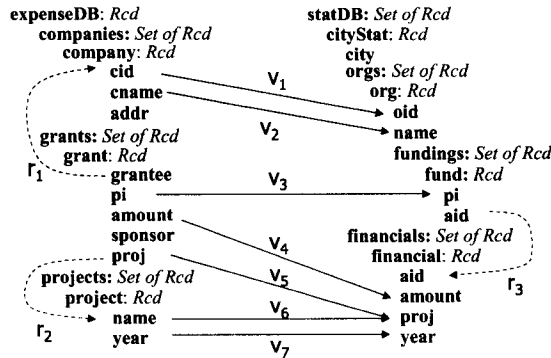 expenseDB: Rcd
companies: Set of Rcd
company: Rcd
cid
cname
addr
grants: Set of Rcd
grant: Rcd
grantee
pi
amount
sponsor
proj
projects: Set of Rcd
project: Rcd
name
year
r1
r2
v1
v2
v3
v4
v5
v6
v7
statDB: Rcd
cityStat: Rcd
city
orgs: Set of Rcd
org: Rcd
oid
name
fundings: Set of Rcd
fund: Rcd
pi
aid
financials: Set of Rcd
financial: Rcd
aid
amount
proj
year
r3